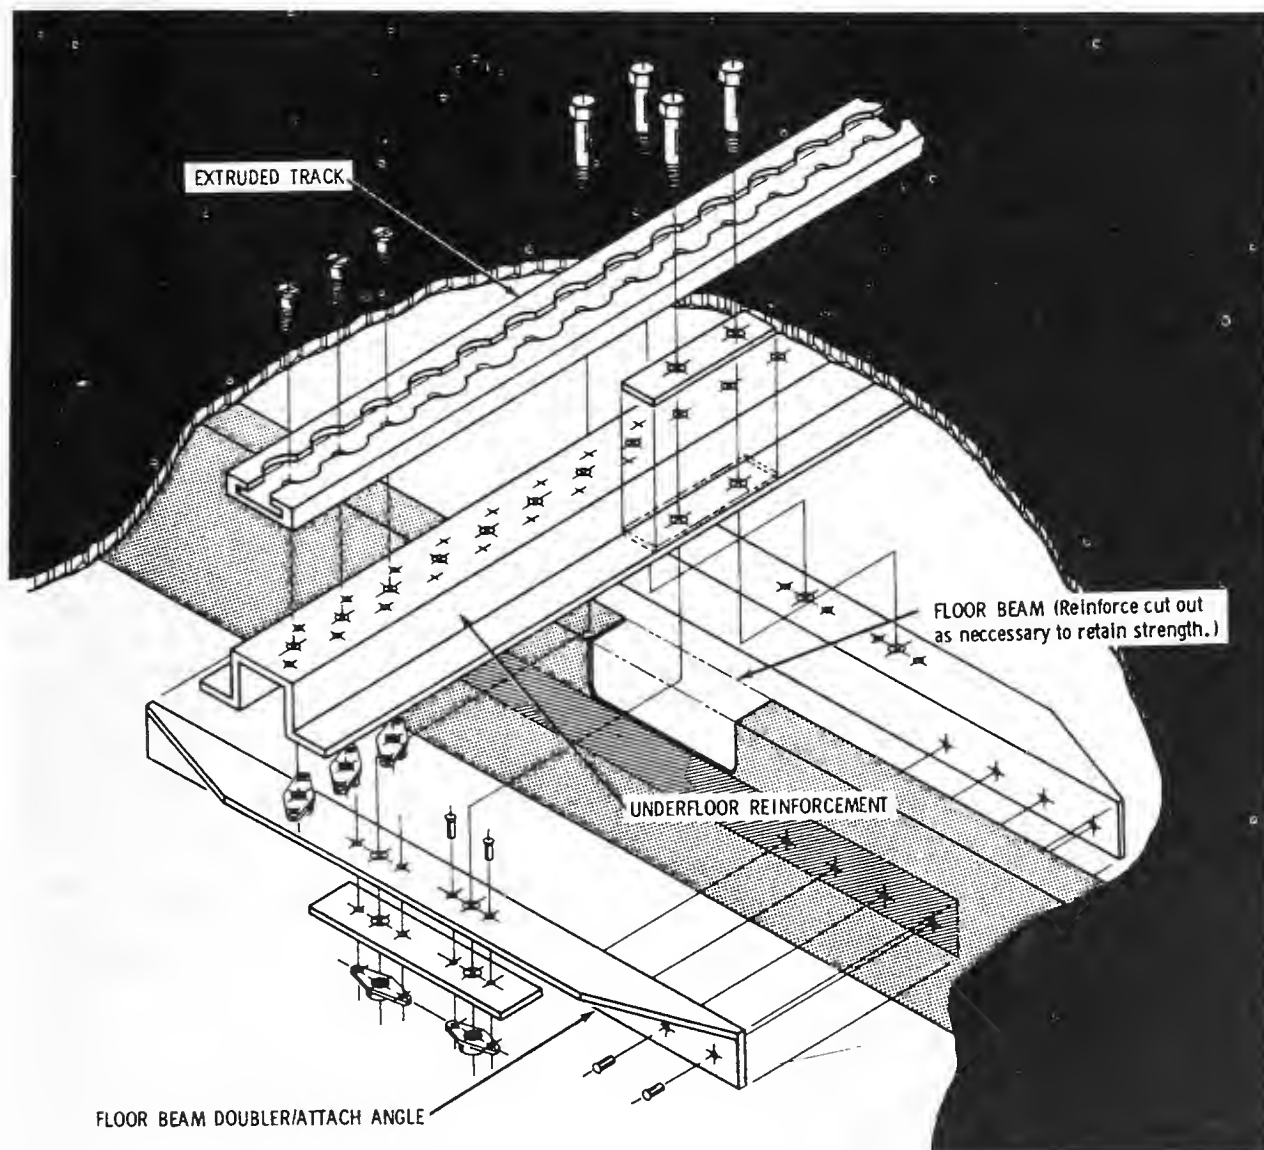 EXTRUDED TRACK
FLOOR BEAM (Reinforce cut out
as neccessary to retain strength.)
UNDERFLOOR REINFORCEMENT
FLOOR BEAM DOUBLER/ATTACH ANGLE